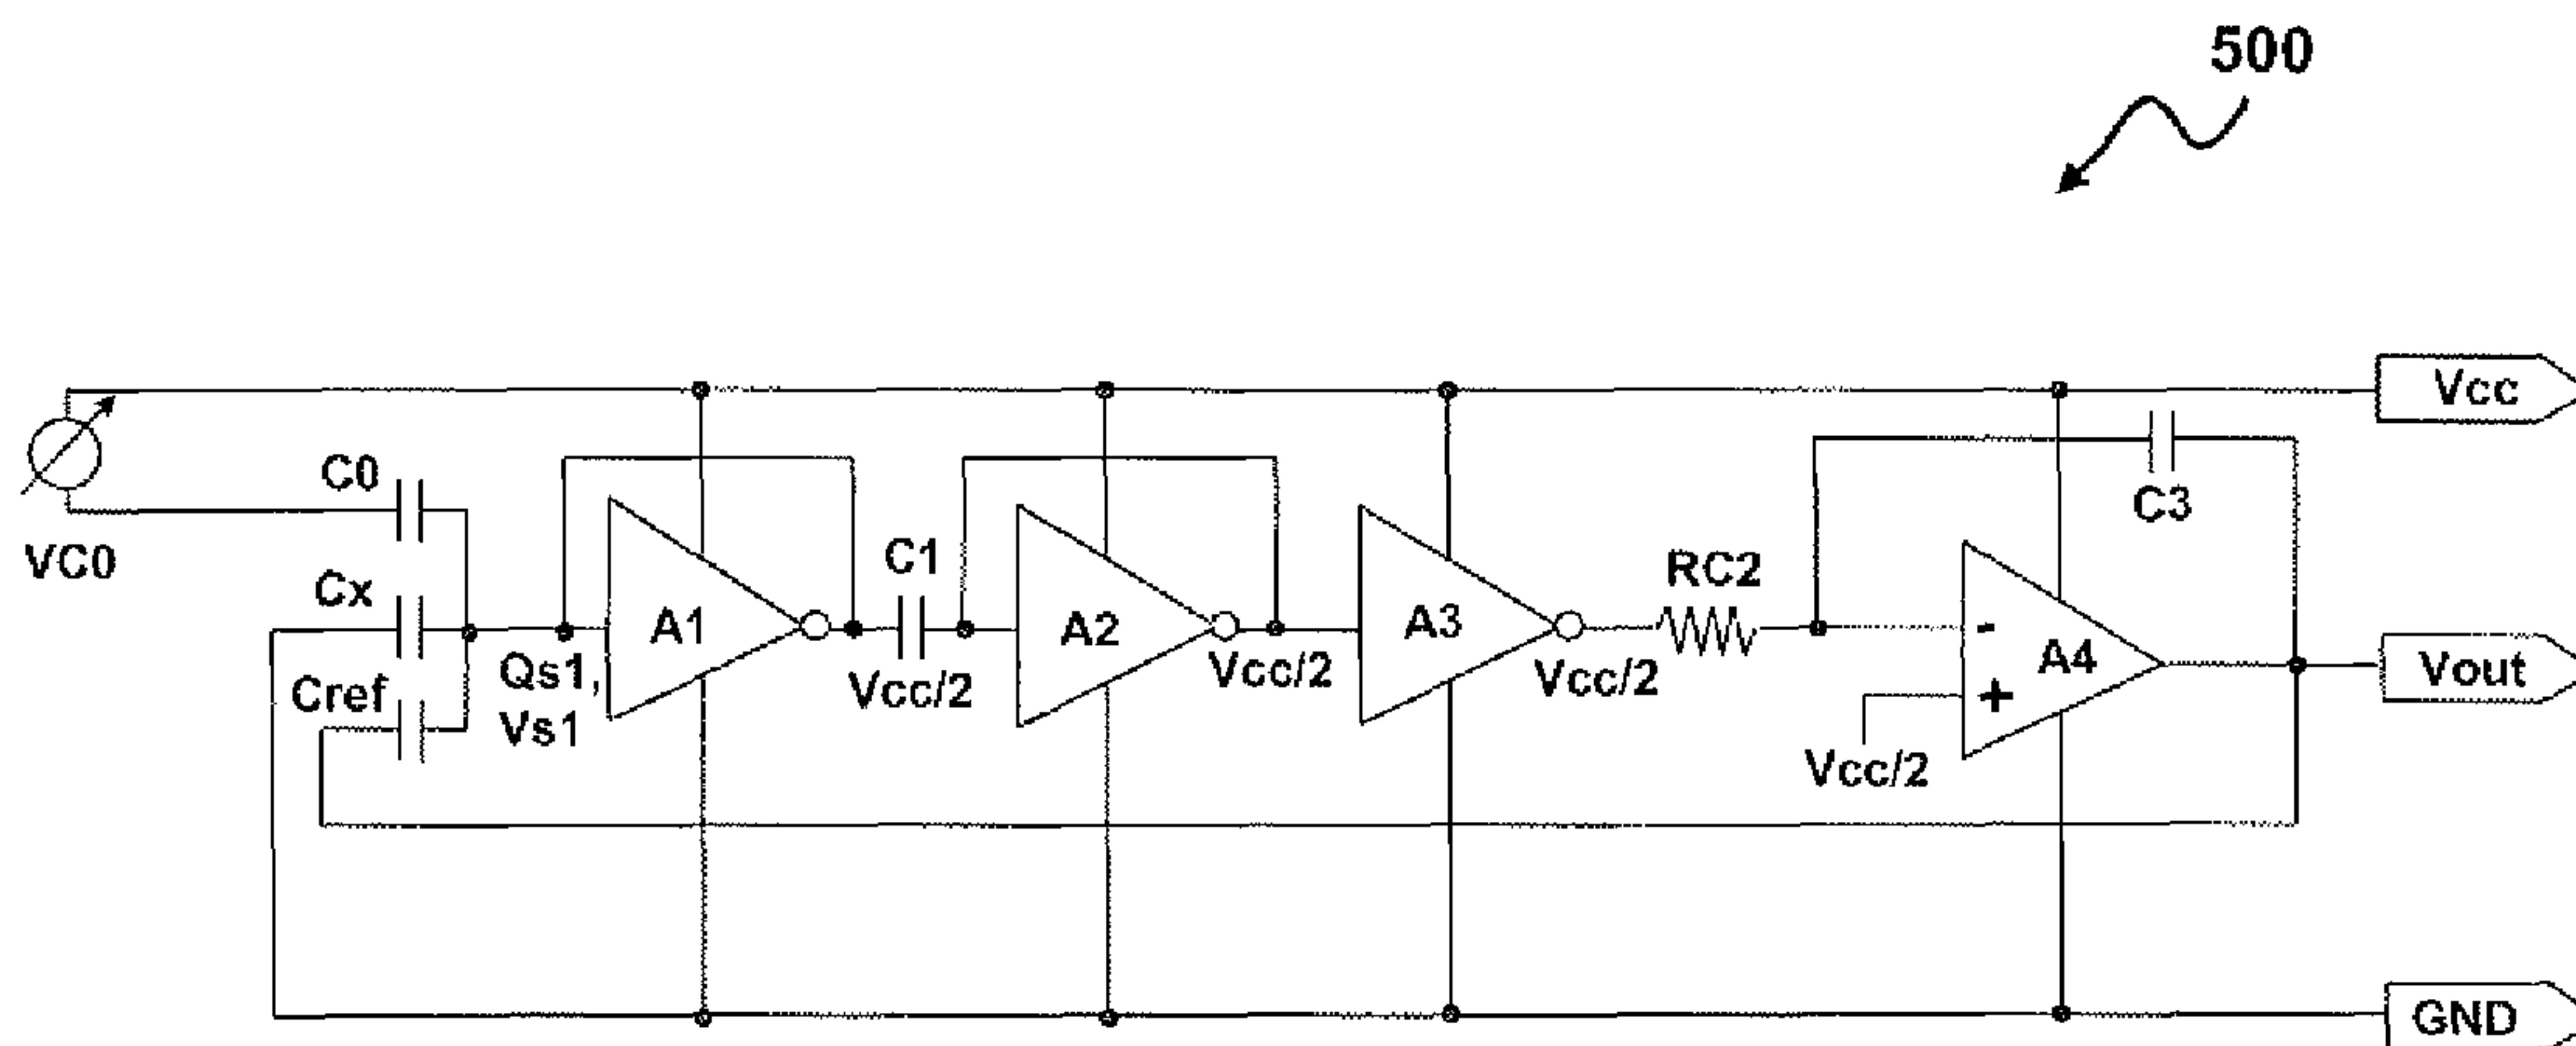 500
Vcc
C0
C3
VC0
C1
RC2
Cx
A1
A2
A3
-
A4
Vout
Cref
Qs1,
Vs1
Vcc/2
Vcc/2
Vcc/2
+
Vcc/2
GND